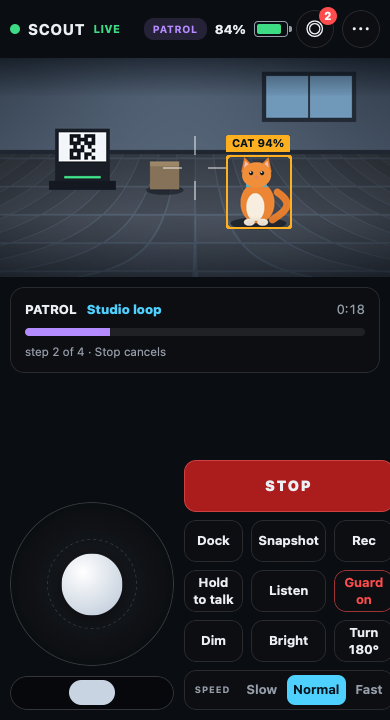 SCOUT LIVE PATROL 84% 2
CAT 94%
PATROL Studio loop 0:18
step 2 of 4 · Stop cancels
STOP
Dock Snapshot Rec
Hold
to talk
Listen
Guard
on
Dim Bright
Turn
180°
SPEED Slow Normal Fast